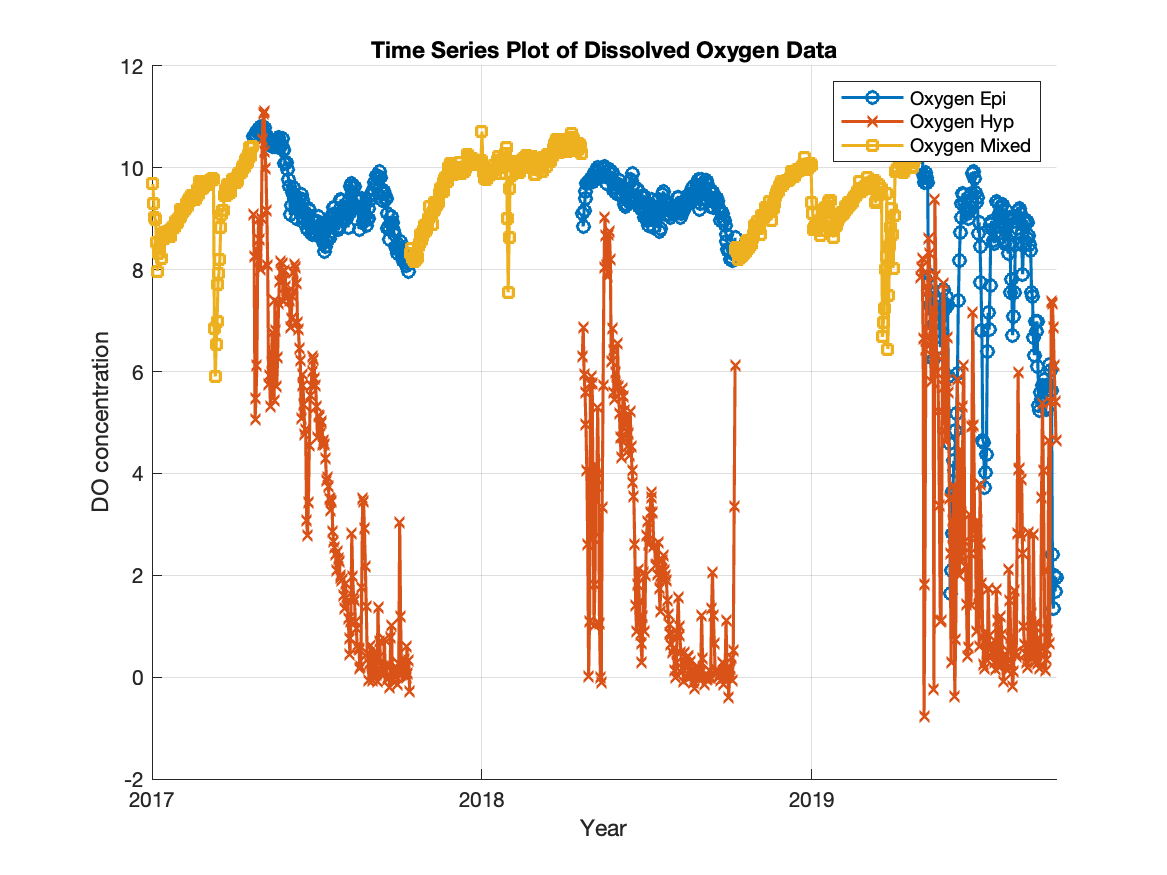 Time Series Plot of Dissolved Oxygen Data
12
10
8
6
4
2
0
-2
DO concentration
Oxygen Epi
Oxygen Hyp
Oxygen Mixed
2017
2018
2019
Year